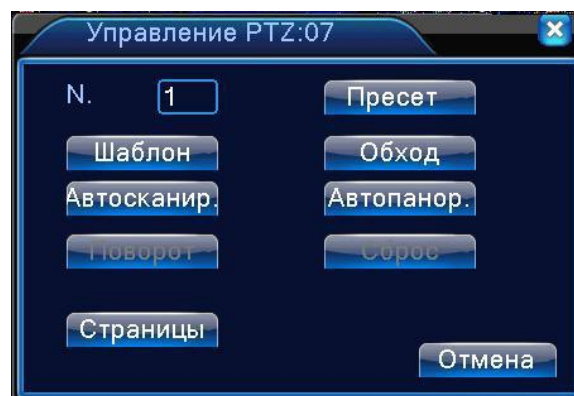 Управление PTZ:07
N. 1 Пресет
Шаблон Обход
Автосканир. Автопанор.
Поворот Сброс
Страницы
Отмена